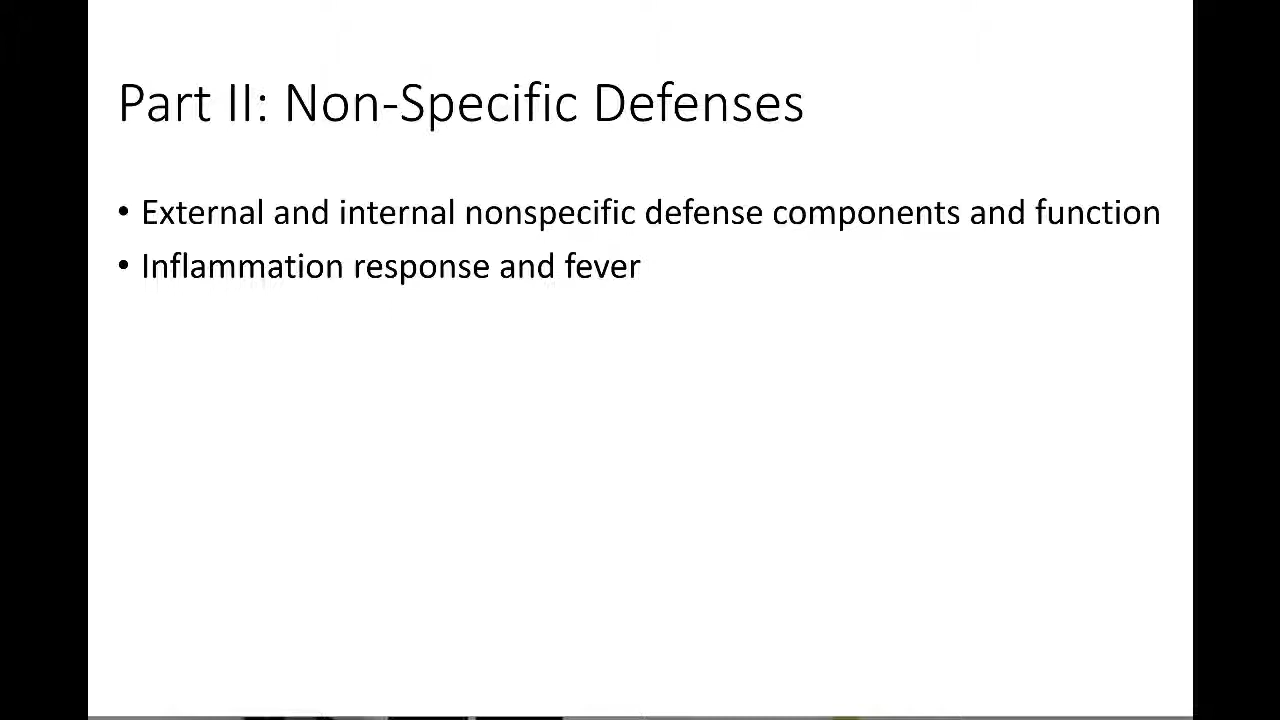 Part II: Non-Specific Defenses
• External and internal nonspecific defense components and function
• Inflammation response and fever